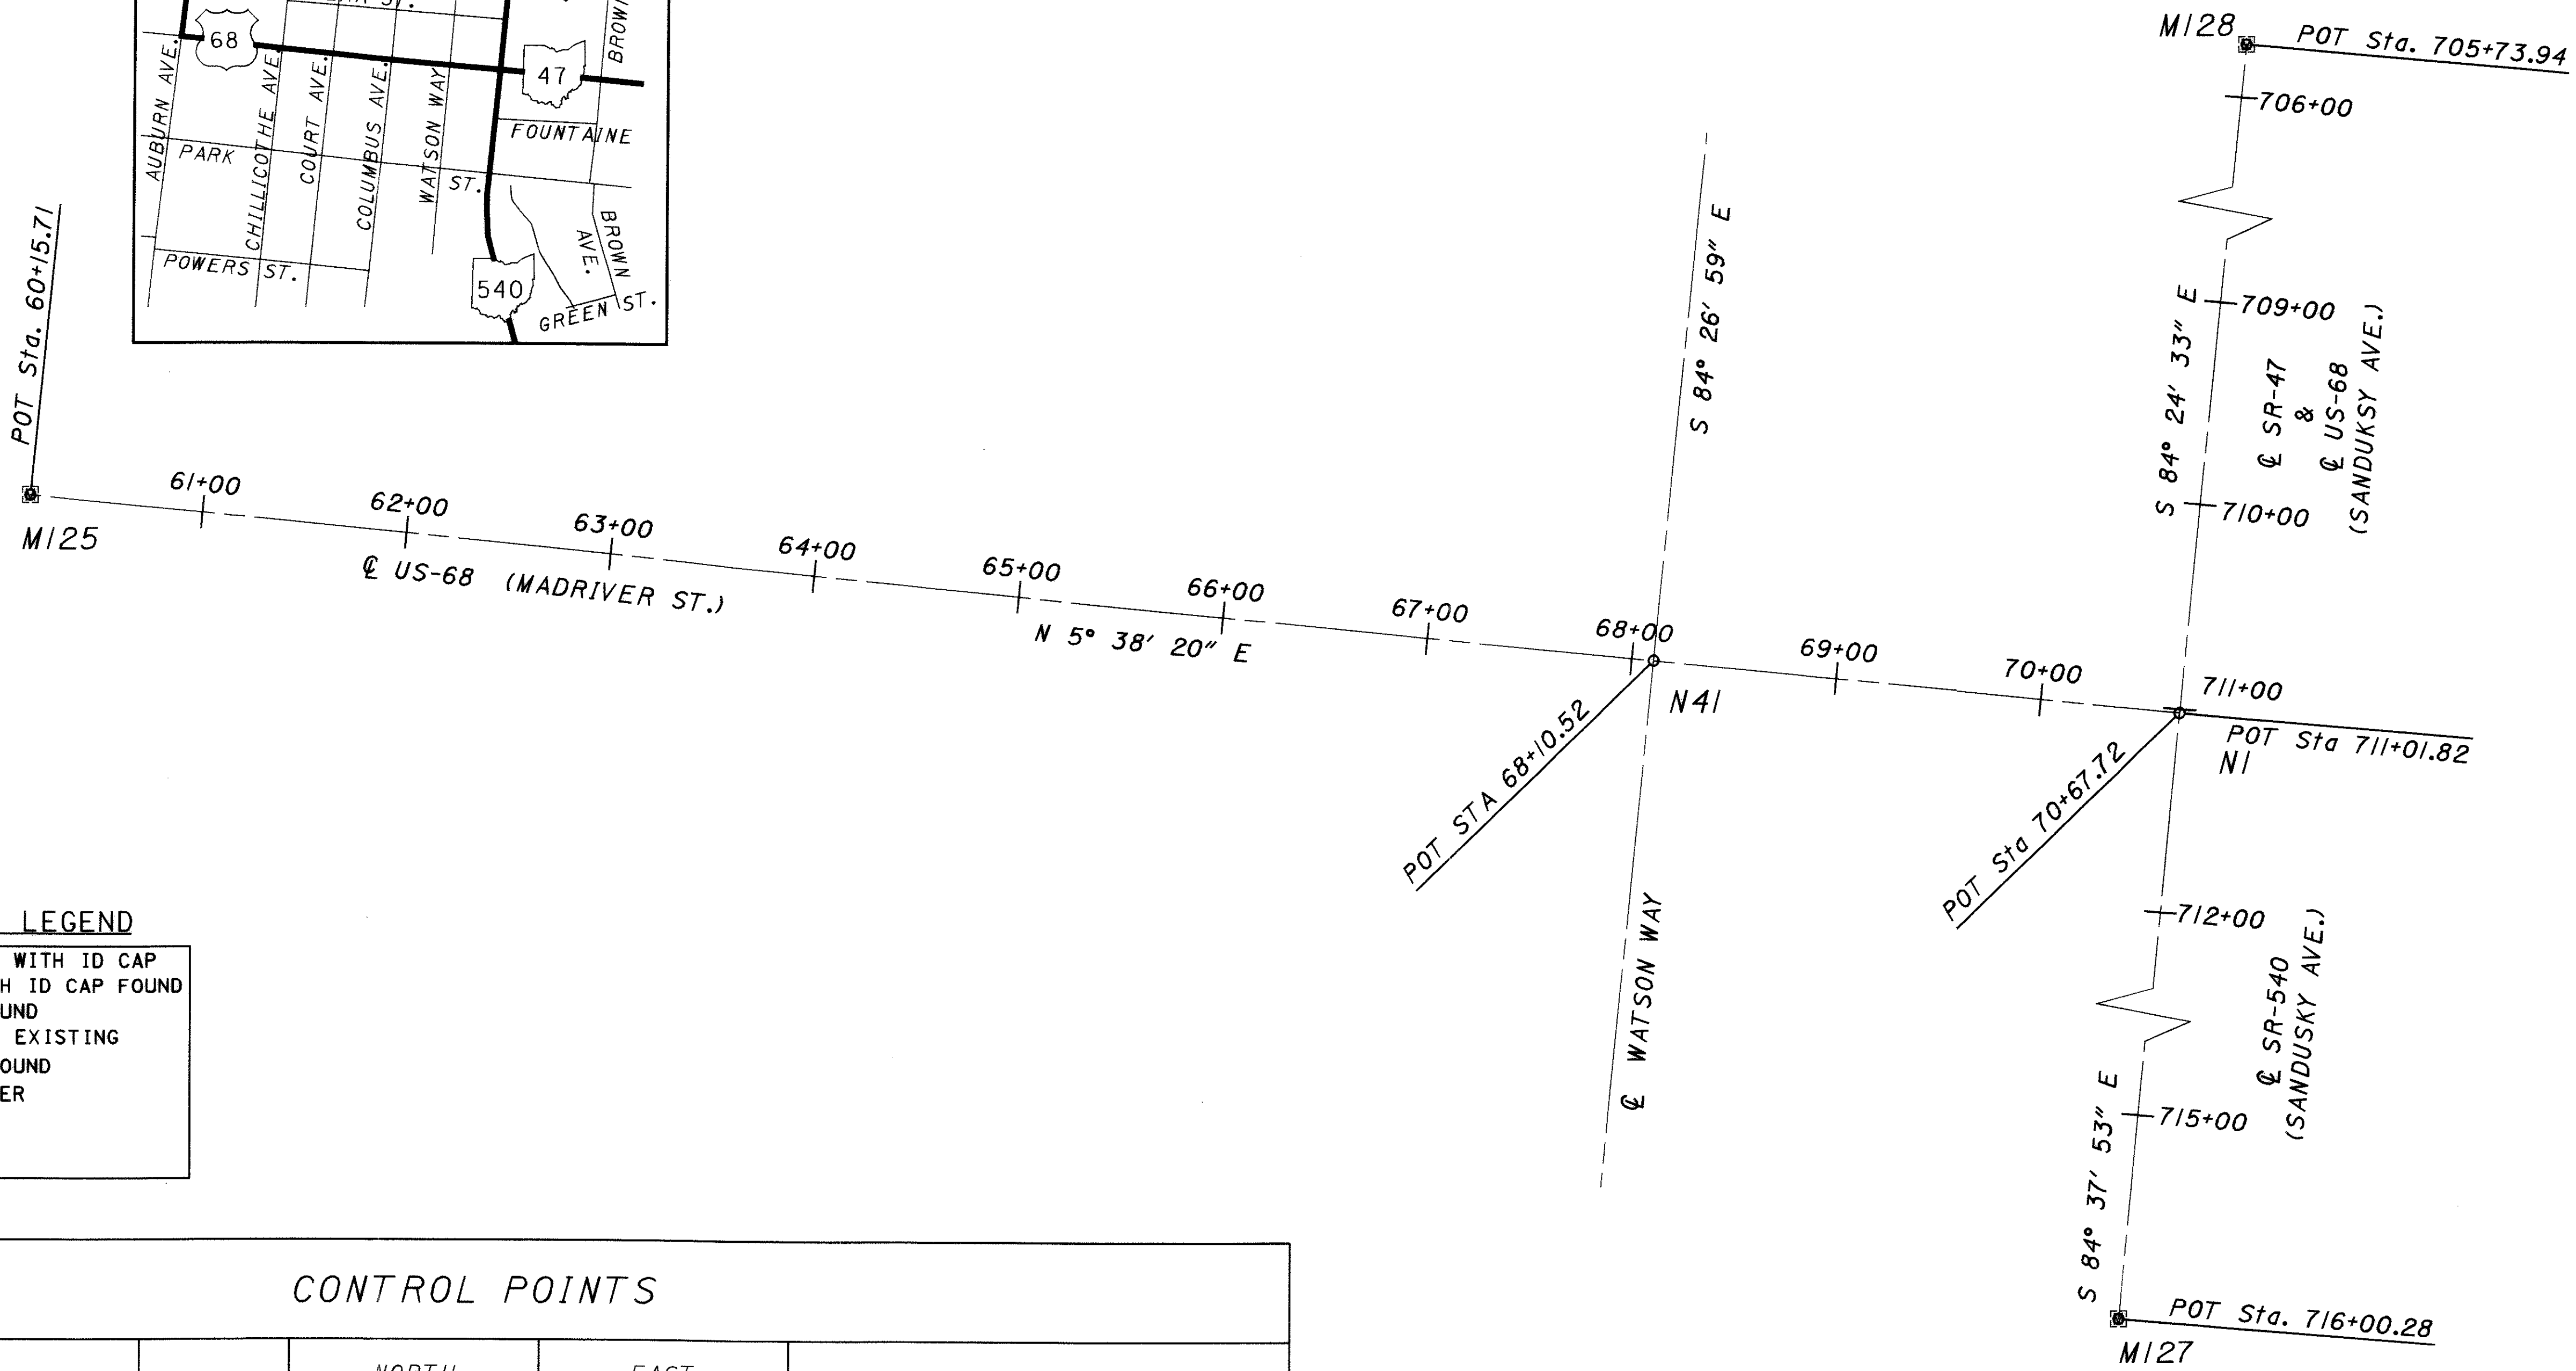 68
47
540
AUBURN AVE.
CHILLICOTHE AVE.
COURT AVE.
COLUMBUS AVE.
WATSON WAY
FOUNTAINE
PARK
ST.
POWERS ST.
BROWN
AVE.
GREEN ST.
POT Sta. 60+15.71
M125
61+00
62+00
63+00
64+00
65+00
66+00
67+00
68+00
69+00
70+00
℄ US-68 (MADRIVER ST.)
N 5° 38' 20" E
S 84° 26' 59" E
N41
POT STA 68+10.52
℄ WATSON WAY
M128
POT Sta. 705+73.94
706+00
709+00
S 84° 24' 33" E
℄ SR-47
&
℄ US-68
(SANDUKSY AVE.)
710+00
711+00
POT Sta 711+01.82
N1
POT Sta 70+67.72
712+00
℄ SR-540
(SANDUSKY AVE.)
715+00
S 84° 37' 53" E
POT Sta. 716+00.28
M127
LEGEND
WITH ID CAP
H ID CAP FOUND
UND
EXISTING
OUND
ER
CONTROL POINTS
NORTH
EAST